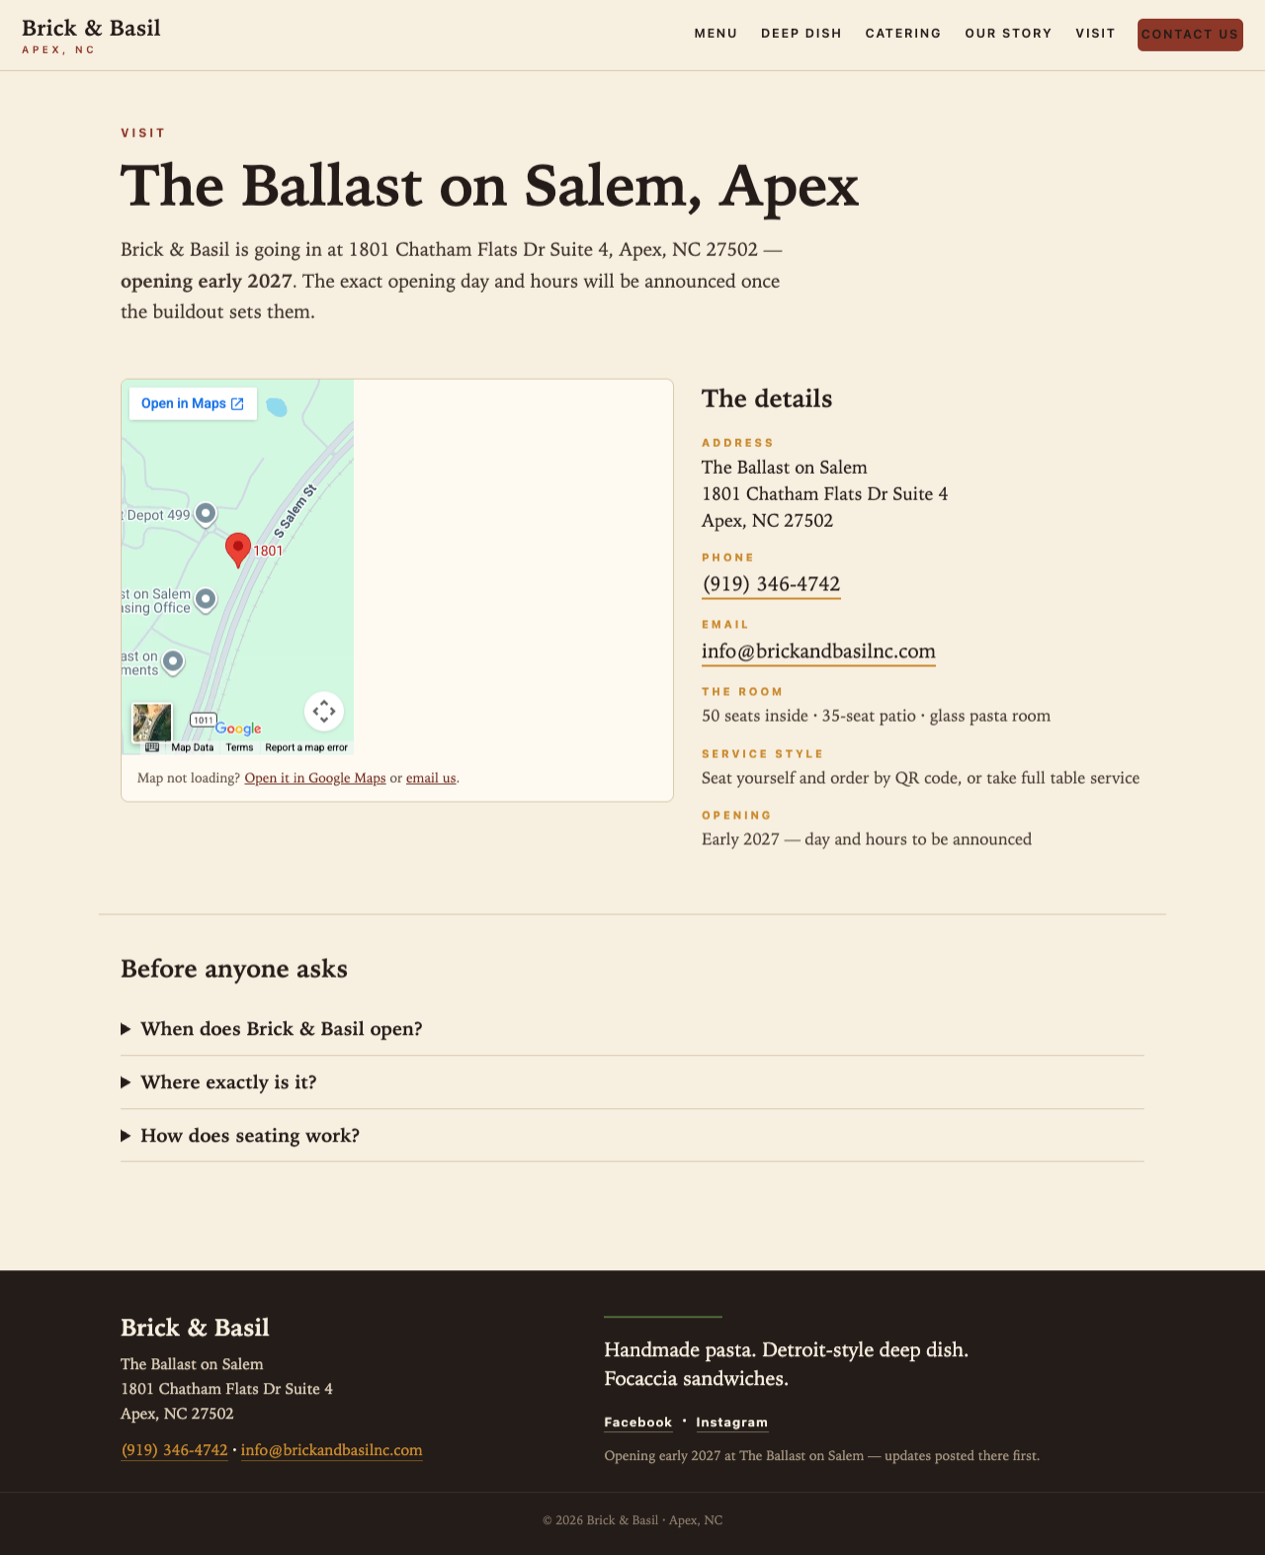 Brick & Basil
APEX, NC
MENU DEEP DISH CATERING OUR STORY VISIT CONTACT US
VISIT
The Ballast on Salem, Apex
Brick & Basil is going in at 1801 Chatham Flats Dr Suite 4, Apex, NC 27502 —
opening early 2027. The exact opening day and hours will be announced once
the buildout sets them.
Open in Maps
S Salem St
t Depot 499
1801
st on Salem
asing Office
ast on
ments
1011
Google
Map Data Terms Report a map error
Map not loading? Open it in Google Maps or email us.
The details
ADDRESS
The Ballast on Salem
1801 Chatham Flats Dr Suite 4
Apex, NC 27502
PHONE
(919) 346-4742
EMAIL
info@brickandbasilnc.com
THE ROOM
50 seats inside · 35-seat patio · glass pasta room
SERVICE STYLE
Seat yourself and order by QR code, or take full table service
OPENING
Early 2027 — day and hours to be announced
Before anyone asks
When does Brick & Basil open?
Where exactly is it?
How does seating work?
Brick & Basil
The Ballast on Salem
1801 Chatham Flats Dr Suite 4
Apex, NC 27502
(919) 346-4742 · info@brickandbasilnc.com
Handmade pasta. Detroit-style deep dish.
Focaccia sandwiches.
Facebook · Instagram
Opening early 2027 at The Ballast on Salem — updates posted there first.
© 2026 Brick & Basil · Apex, NC